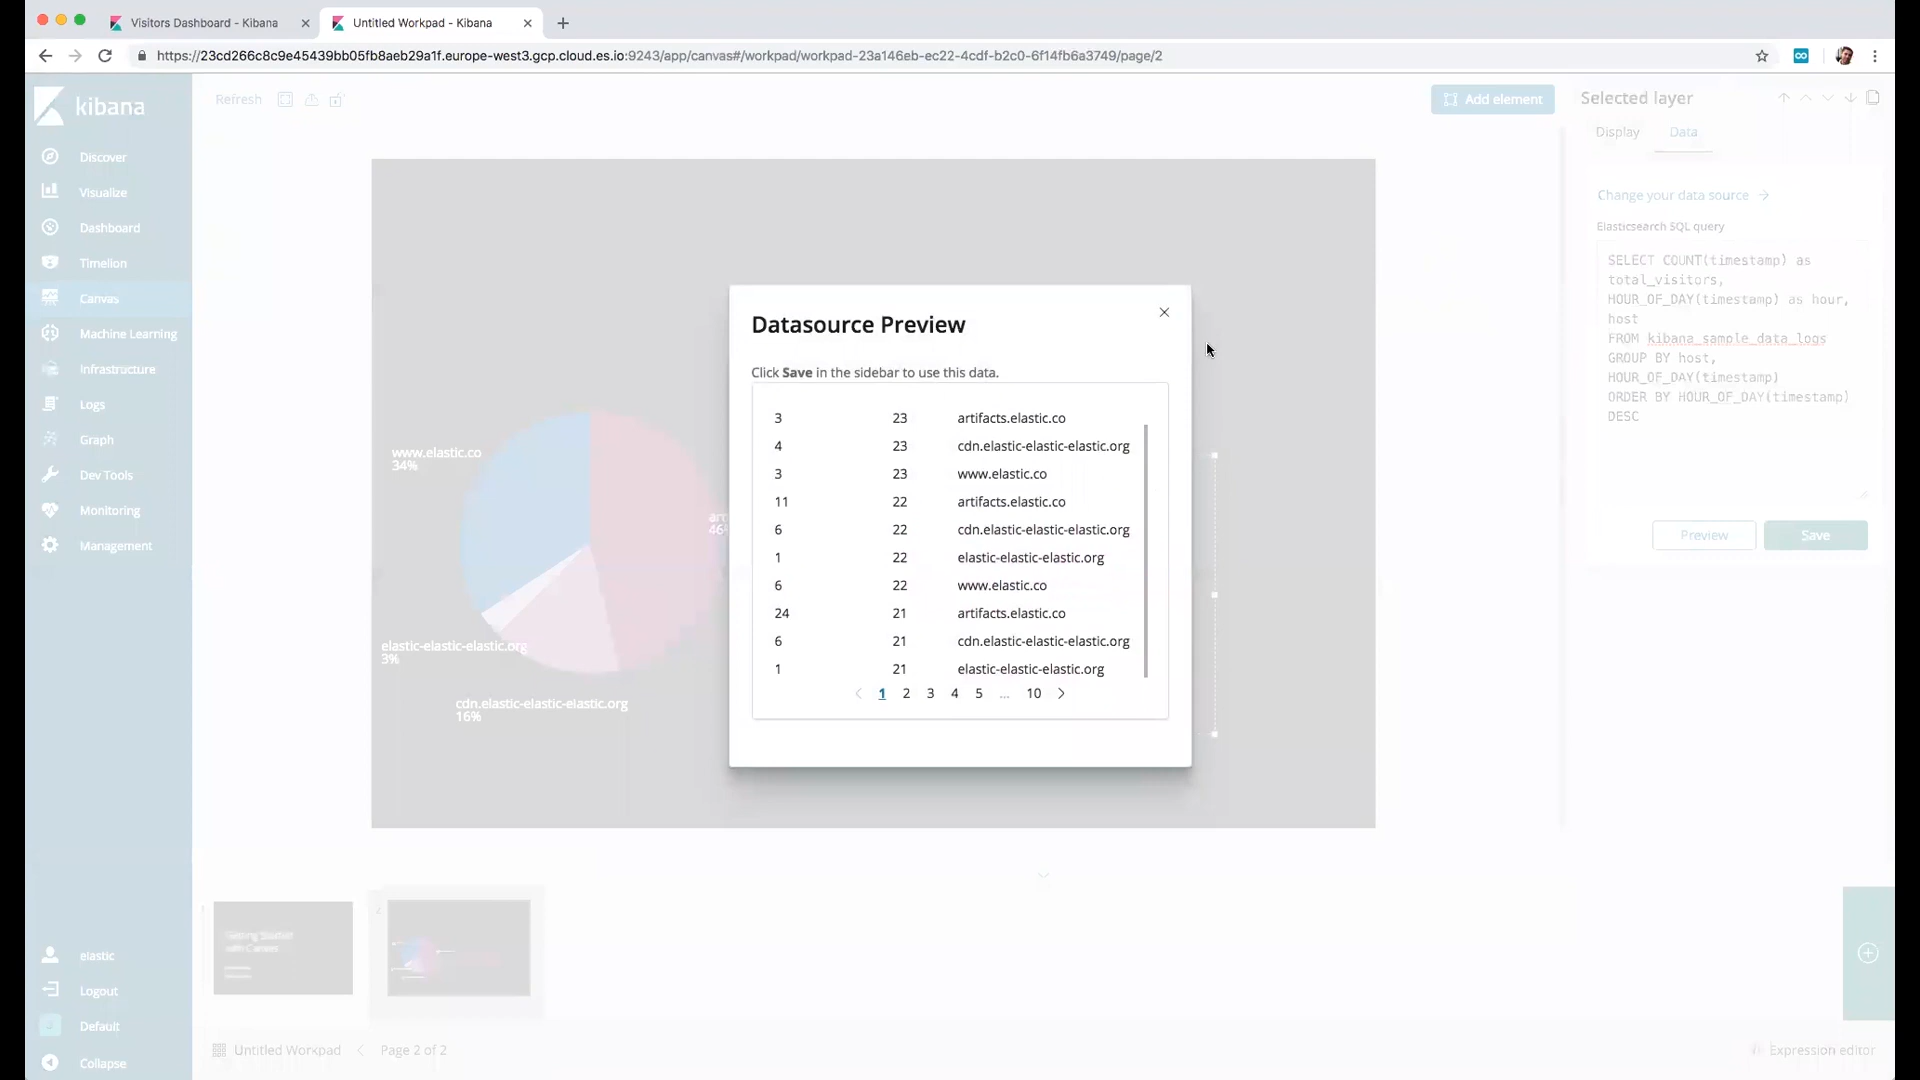 Visitors Dashboard - Kibana
Untitled Workpad - Kibana
https://23cd266c8c9e45439bb05fb8aeb29a1f.europe-west3.gcp.cloud.es.io:9243/app/canvas#/workpad/workpad-23a146eb-ec22-4cdf-b2c0-6f14fb6a3749/page/2
kibana
Discover
Visualize
Dashboard
Timelion
Canvas
Machine Learning
Infrastructure
Logs
Graph
Dev Tools
Monitoring
Management
elastic
Logout
Default
Collapse
Refresh
Add element
www.elastic.co
34%
46%
elastic-elastic-elastic.org
3%
cdn.elastic-elastic-elastic.org
16%
Datasource Preview
Click Save in the sidebar to use this data.
3 23 artifacts.elastic.co
4 23 cdn.elastic-elastic-elastic.org
3 23 www.elastic.co
11 22 artifacts.elastic.co
6 22 cdn.elastic-elastic-elastic.org
1 22 elastic-elastic-elastic.org
6 22 www.elastic.co
24 21 artifacts.elastic.co
6 21 cdn.elastic-elastic-elastic.org
1 21 elastic-elastic-elastic.org
1 2 3 4 5 ... 10
Selected layer
Display Data
Change your data source
Elasticsearch SQL query
SELECT COUNT(timestamp) as
total_visitors,
HOUR_OF_DAY(timestamp) as hour,
host
FROM kibana_sample_data_logs
GROUP BY host,
HOUR_OF_DAY(timestamp)
ORDER BY HOUR_OF_DAY(timestamp)
DESC
Preview Save
2
Getting Started
with Canvas
Untitled Workpad
Page 2 of 2
Expression editor